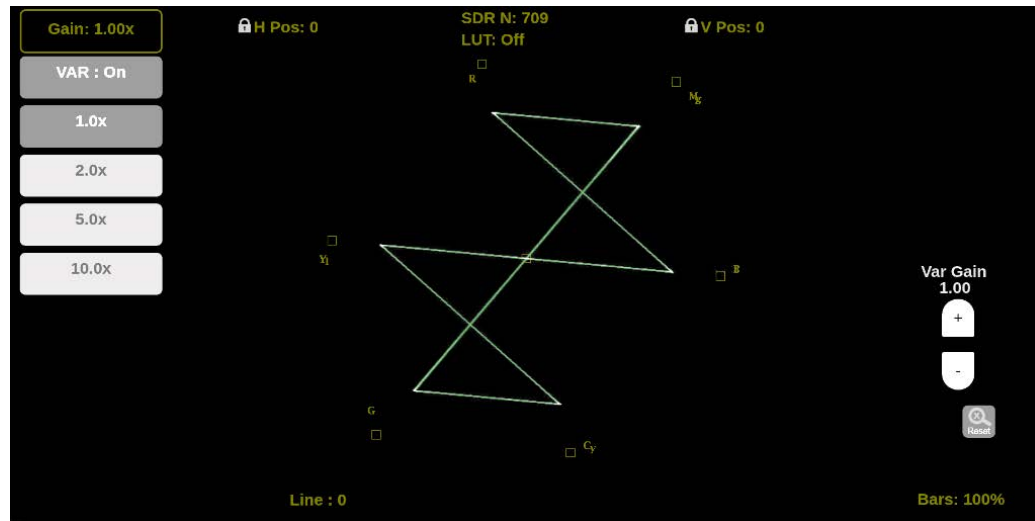 Gain: 1.00x
H Pos: 0
SDR N: 709
LUT: Off
V Pos: 0
VAR : On
1.0x
2.0x
5.0x
10.0x
R
Mg
Yl
B
G
Cy
Var Gain
1.00
+
-
Reset
Line : 0
Bars: 100%